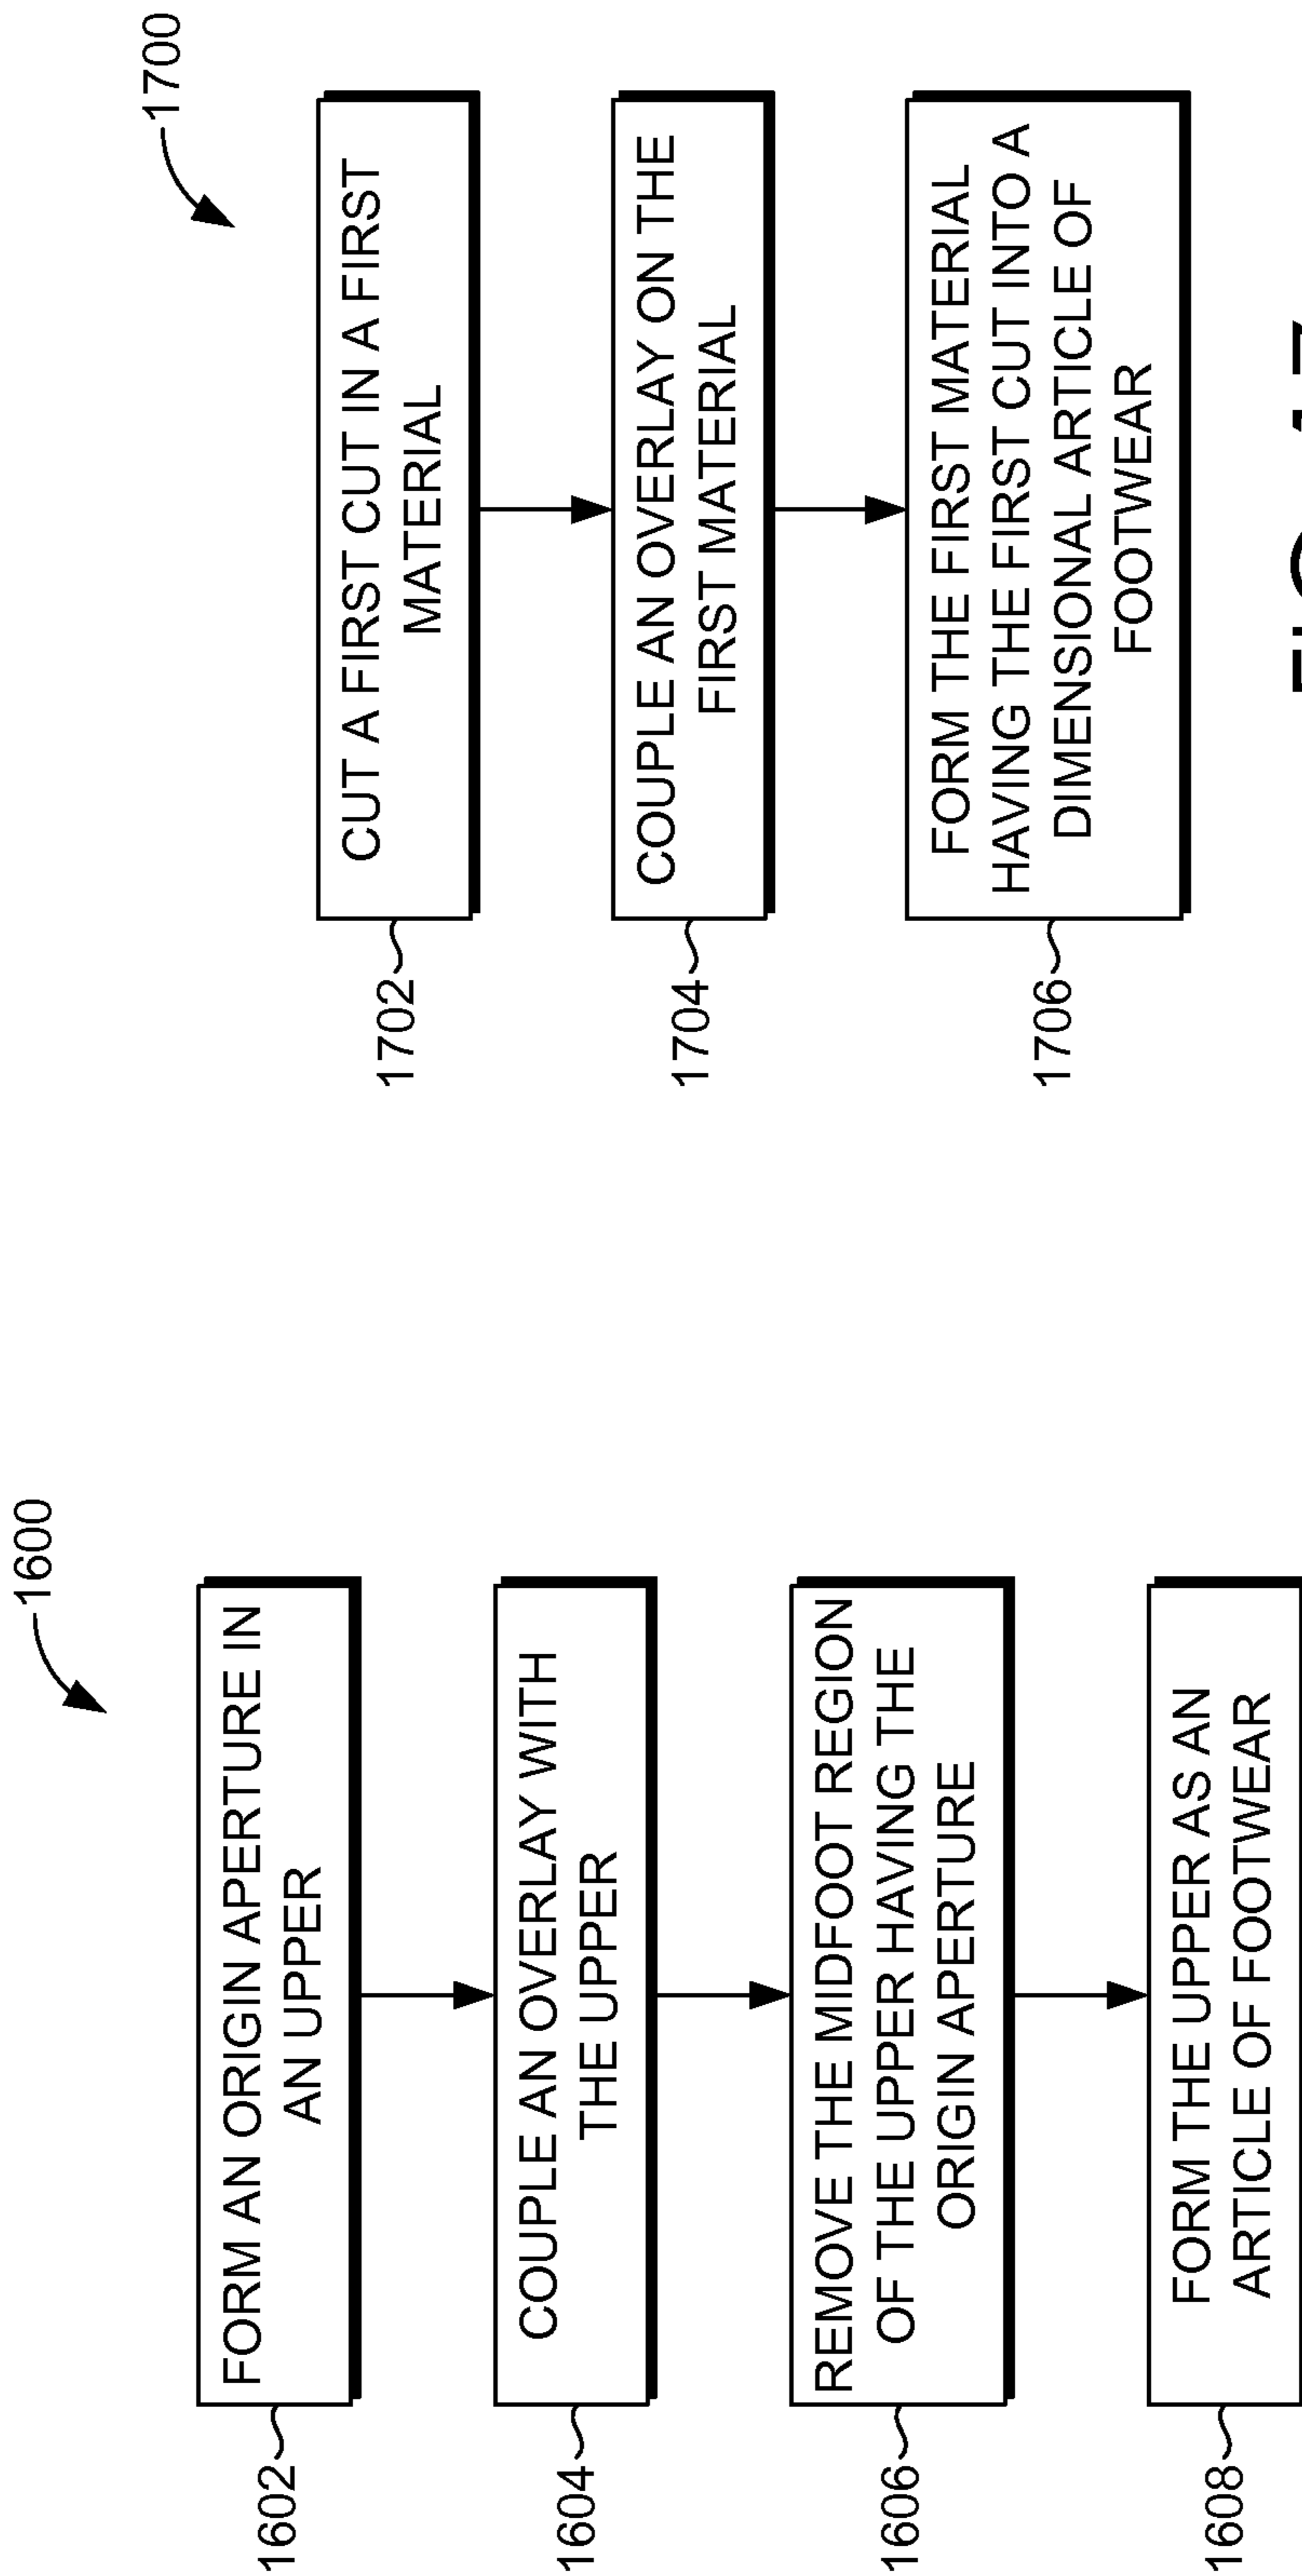 1600
1602
FORM AN ORIGIN APERTURE IN
AN UPPER
1604
COUPLE AN OVERLAY WITH
THE UPPER
1606
REMOVE THE MIDFOOT REGION
OF THE UPPER HAVING THE
ORIGIN APERTURE
1608
FORM THE UPPER AS AN
ARTICLE OF FOOTWEAR
1700
1702
CUT A FIRST CUT IN A FIRST
MATERIAL
1704
COUPLE AN OVERLAY ON THE
FIRST MATERIAL
1706
FORM THE FIRST MATERIAL
HAVING THE FIRST CUT INTO A
DIMENSIONAL ARTICLE OF
FOOTWEAR